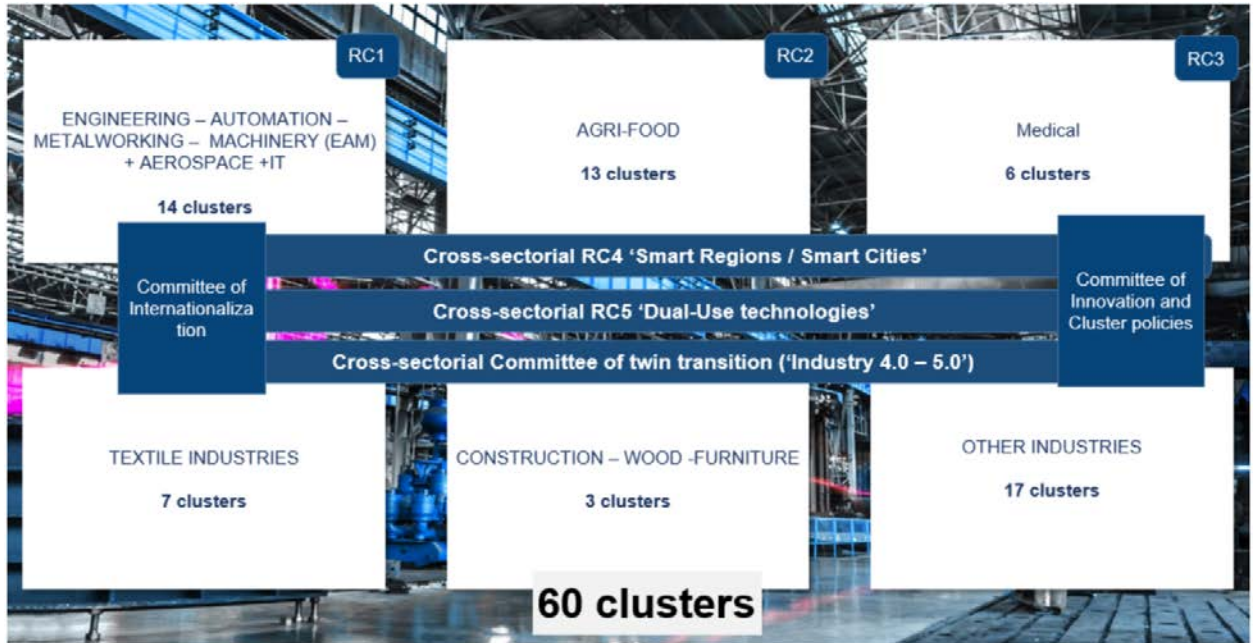 RC1
ENGINEERING – AUTOMATION –
METALWORKING – MACHINERY (EAM)
+ AEROSPACE +IT
14 clusters
RC2
AGRI-FOOD
13 clusters
RC3
Medical
6 clusters
Committee of
Internationaliza
tion
Cross-sectorial RC4 ‘Smart Regions / Smart Cities’
Cross-sectorial RC5 ‘Dual-Use technologies’
Cross-sectorial Committee of twin transition (‘Industry 4.0 – 5.0’)
Committee of
Innovation and
Cluster policies
TEXTILE INDUSTRIES
7 clusters
CONSTRUCTION – WOOD -FURNITURE
3 clusters
OTHER INDUSTRIES
17 clusters
60 clusters